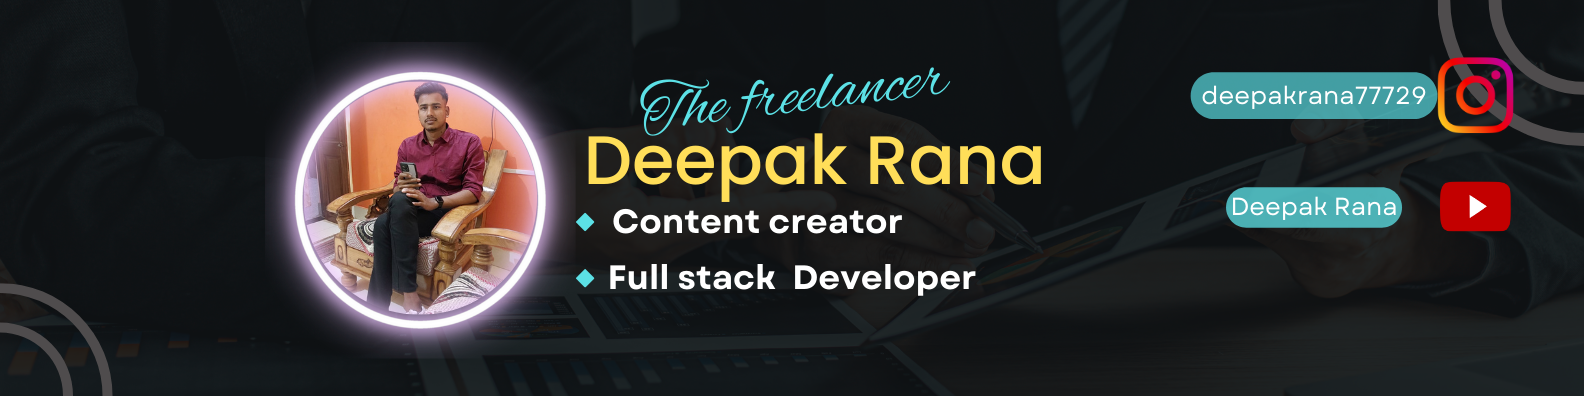 The freelancer
Deepak Rana
Content creator
Full stack Developer
deepakrana77729
Deepak Rana